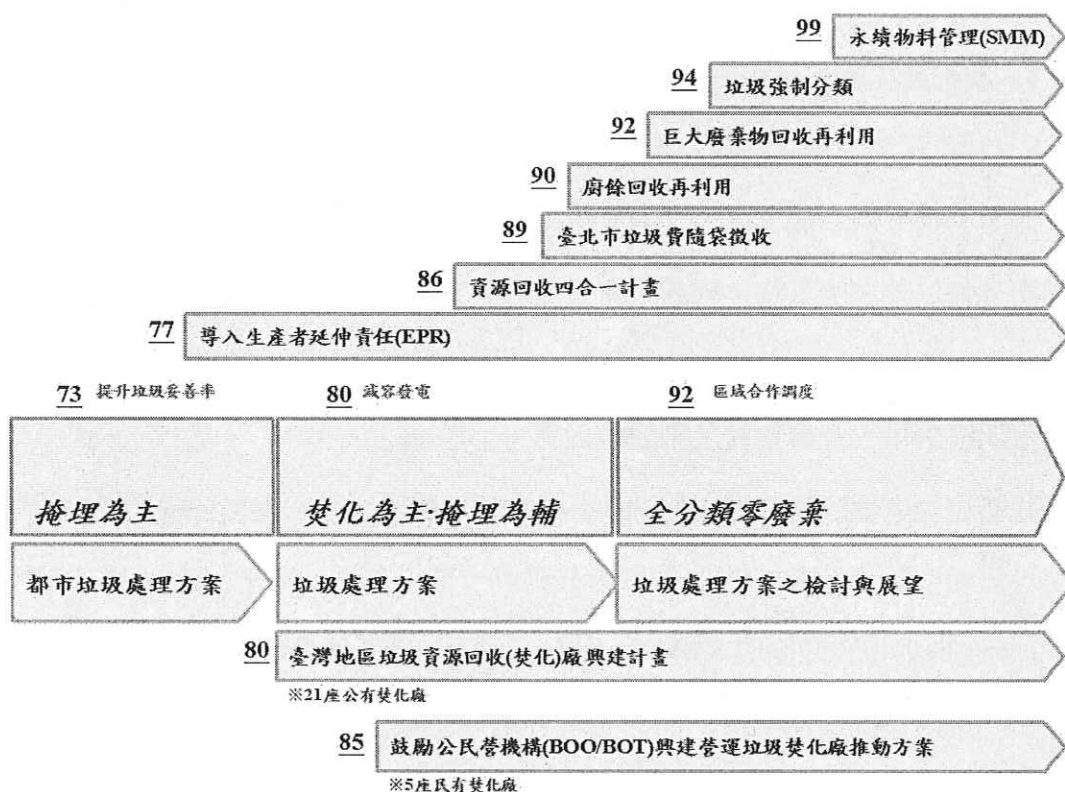 99 永續物料管理(SMM)
94 垃圾強制分類
92 巨大廢棄物回收再利用
90 廚餘回收再利用
89 臺北市垃圾費隨袋徵收
86 資源回收四合一計畫
77 導入生產者延伸責任(EPR)
73 提升垃圾妥善率 80 減容發電 92 區域合作調度
掩埋為主 焚化為主·掩埋為輔 全分類零廢棄
都市垃圾處理方案 垃圾處理方案 垃圾處理方案之檢討與展望
80 臺灣地區垃圾資源回收(焚化)廠興建計畫
※21座公有焚化廠
85 鼓勵公民營機構(BOO/BOT)興建營運垃圾焚化廠推動方案
※5座民有焚化廠